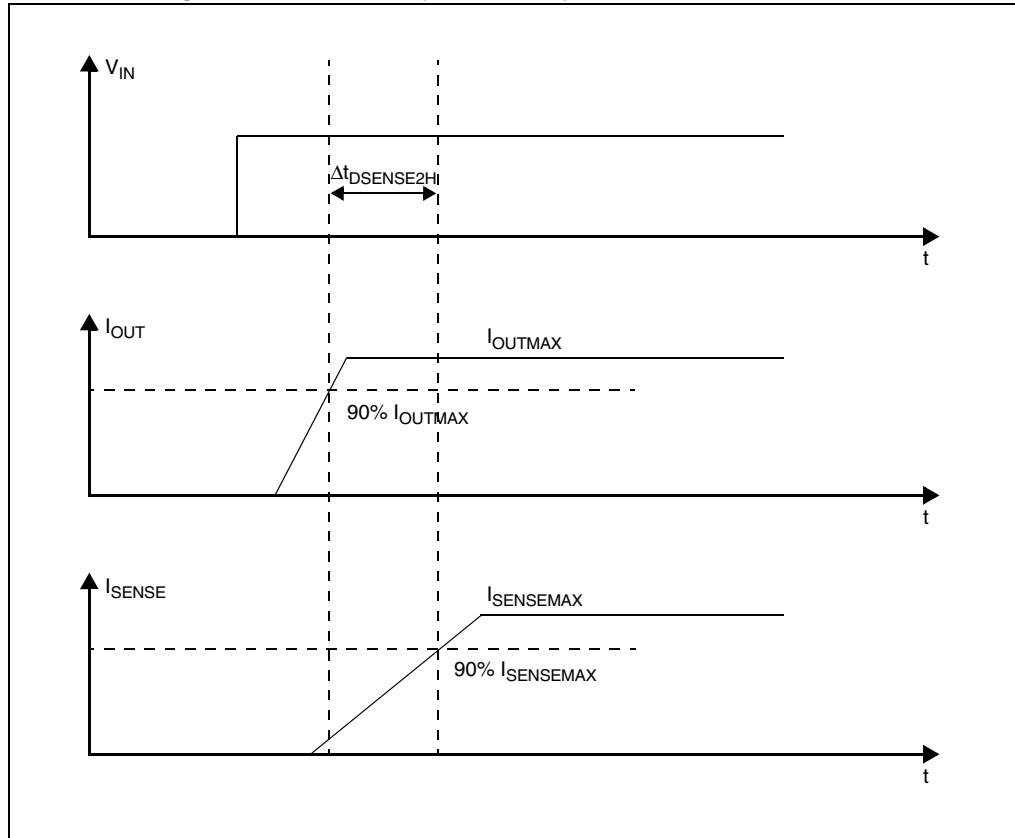 V_IN
Δt_DSENSE2H
t
I_OUT
I_OUTMAX
90% I_OUTMAX
t
I_SENSE
I_SENSEMAX
90% I_SENSEMAX
t